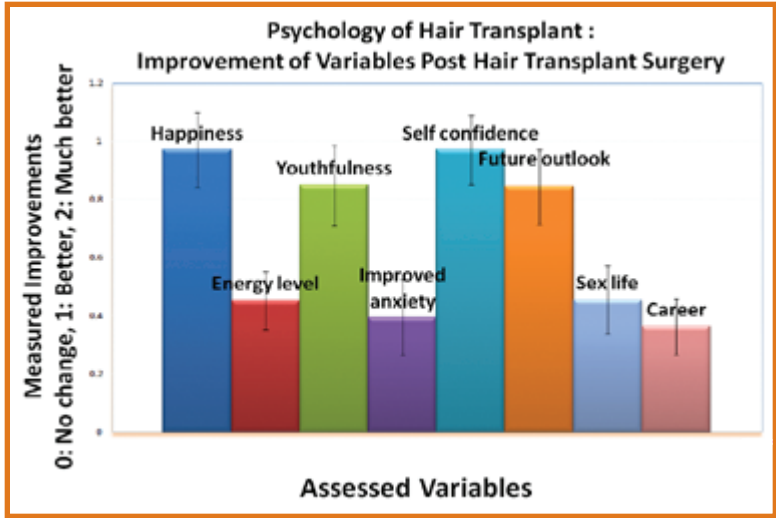 Psychology of Hair Transplant :
Improvement of Variables Post Hair Transplant Surgery
Measured Improvements
0: No change, 1: Better, 2: Much better
1.2
1
0.8
0.6
0.4
0.2
0
Happiness
Energy level
Youthfulness
Improved
anxiety
Self confidence
Future outlook
Sex life
Career
Assessed Variables